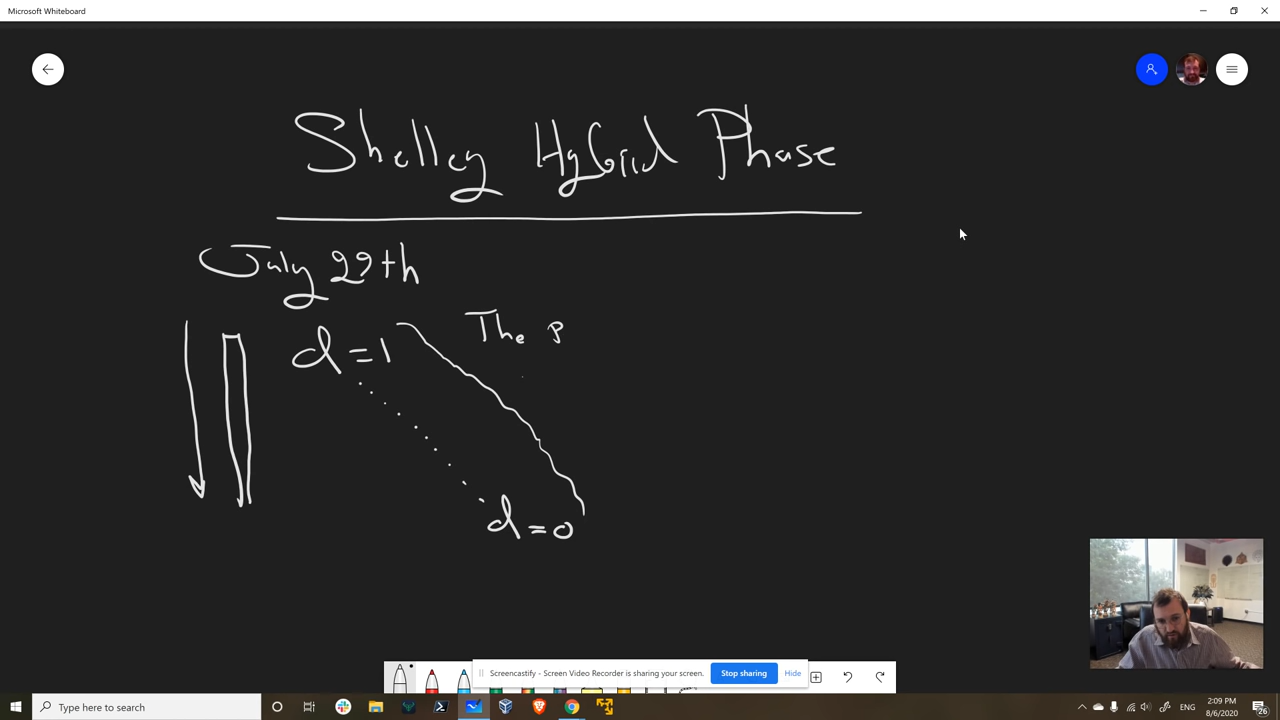 Microsoft Whiteboard
Shelley Hybrid Phase
July 29th
d = 1
The
d = 0
Screencastify - Screen Video Recorder is sharing your screen.
Stop sharing
Hide
Type here to search
ENG
2:09 PM
8/6/2020
26